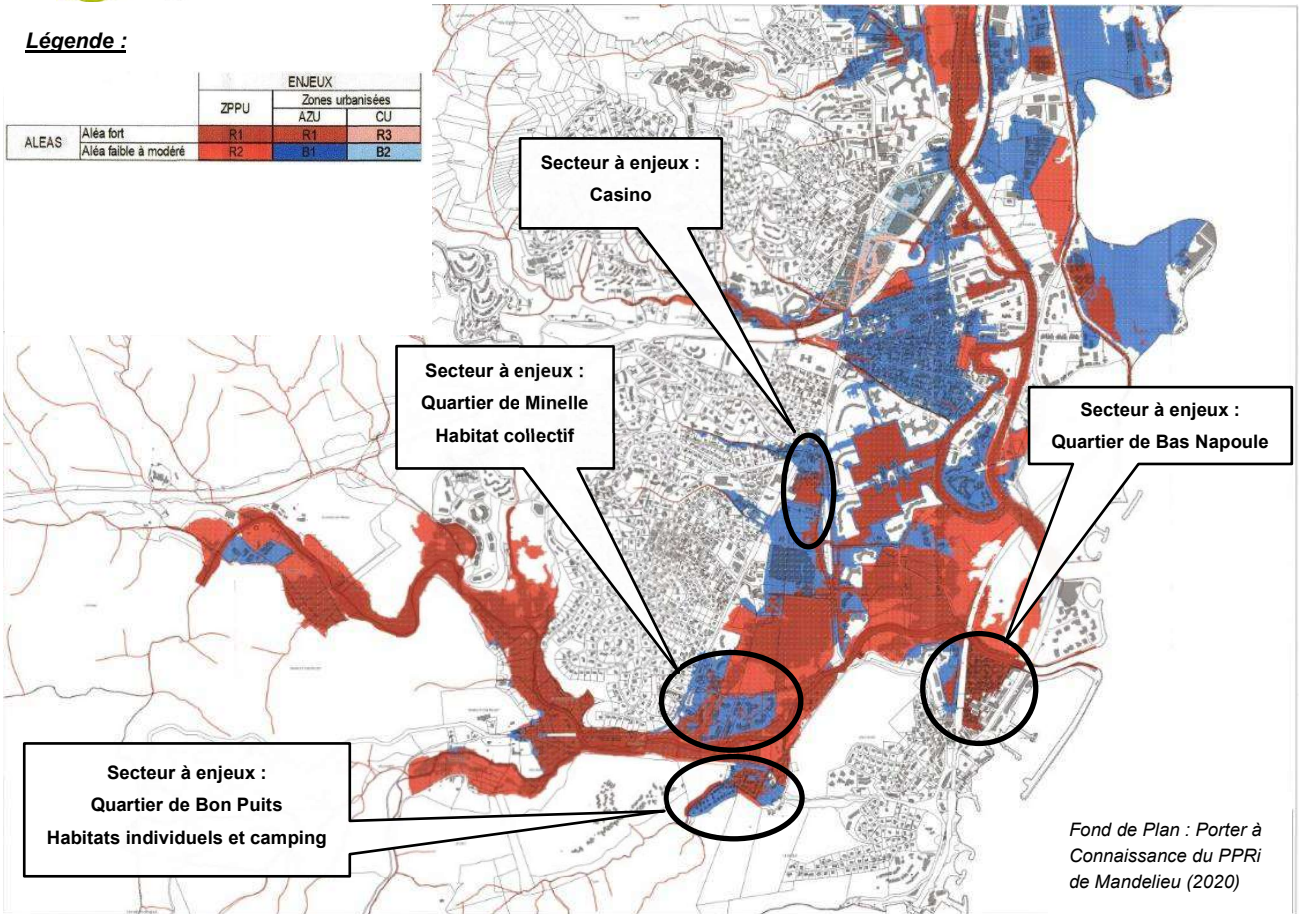 Légende :
ENJEUX
ZPPU
Zones urbanisées
AZU
CU
ALEAS
Aléa fort
R1
R1
R3
Aléa faible à modéré
R2
B1
B2
Secteur à enjeux :
Casino
Secteur à enjeux :
Quartier de Minelle
Habitat collectif
Secteur à enjeux :
Quartier de Bas Napoule
Secteur à enjeux :
Quartier de Bon Puits
Habitats individuels et camping
Fond de Plan : Porter à
Connaissance du PPRi
de Mandelieu (2020)